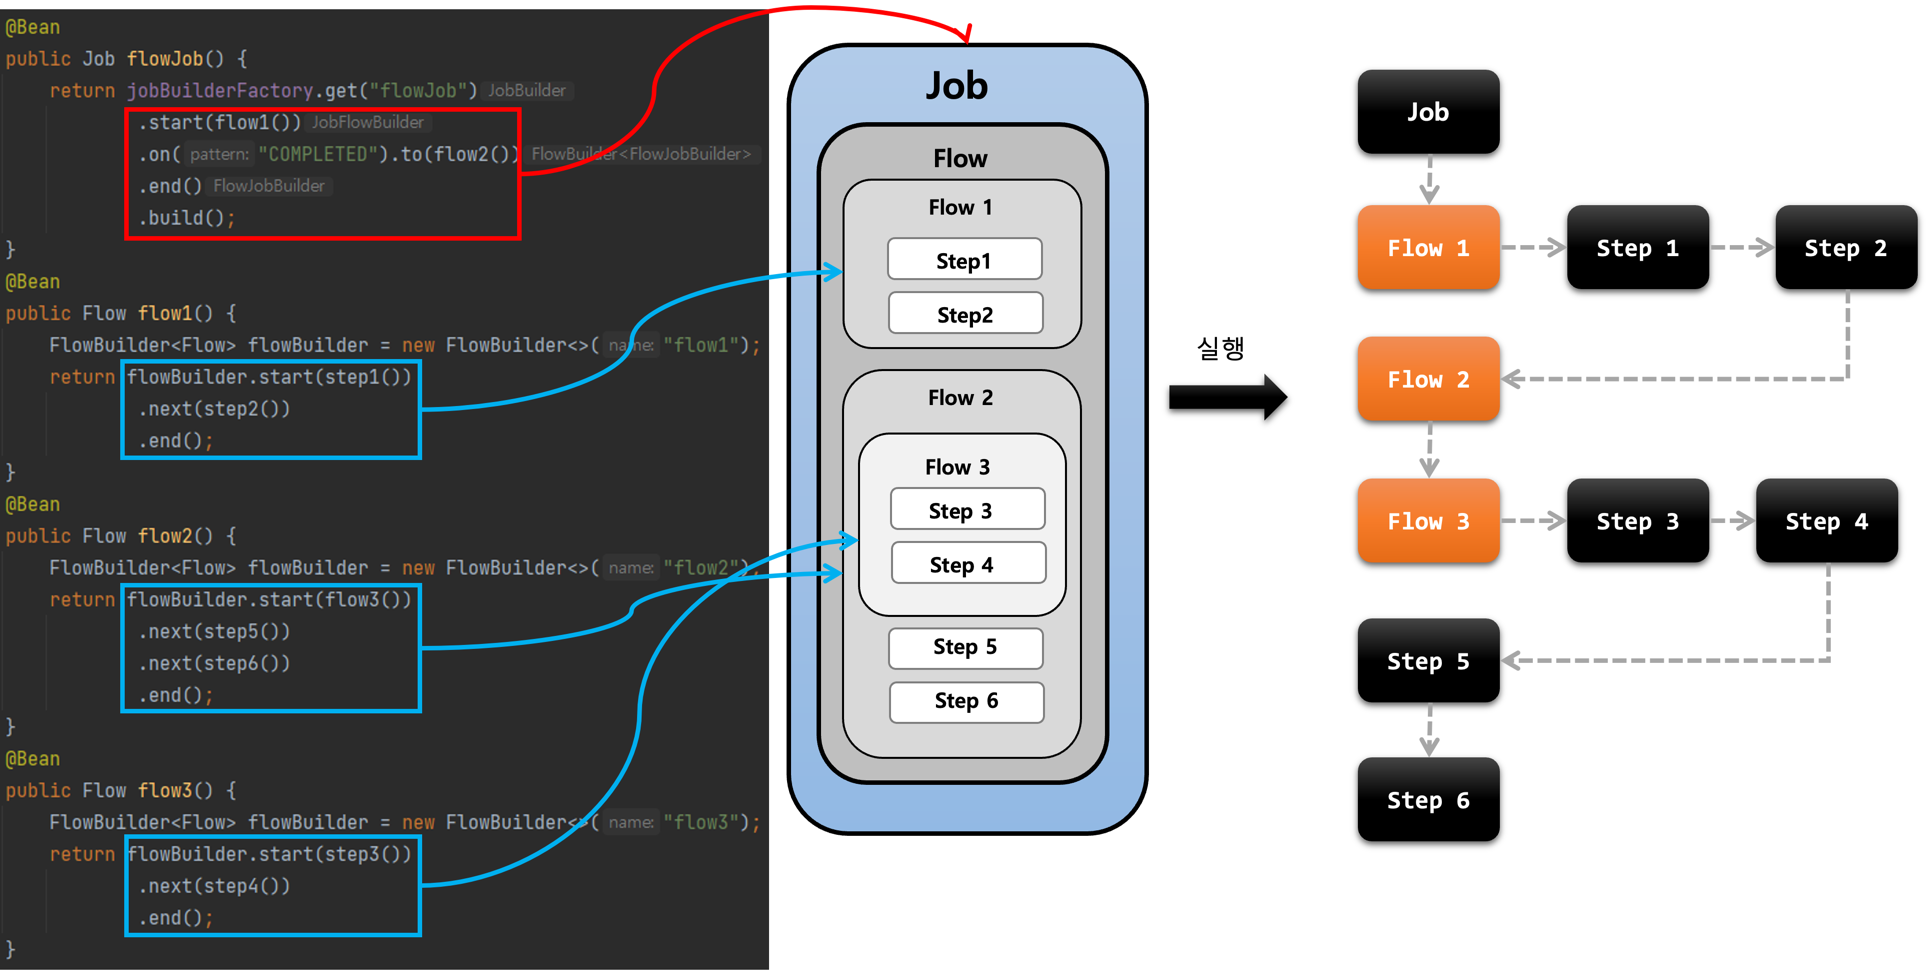 @Bean
public Job flowJob() {
return jobBuilderFactory.get("flowJob") JobBuilder
.start(flow1()) JobFlowBuilder
.on( pattern: "COMPLETED").to(flow2()) FlowBuilder<FlowJobBuilder>
.end() FlowJobBuilder
.build();
}
@Bean
public Flow flow1() {
FlowBuilder<Flow> flowBuilder = new FlowBuilder<>( name: "flow1");
return flowBuilder.start(step1())
.next(step2())
.end();
}
@Bean
public Flow flow2() {
FlowBuilder<Flow> flowBuilder = new FlowBuilder<>( name: "flow2");
return flowBuilder.start(flow3())
.next(step5())
.next(step6())
.end();
}
@Bean
public Flow flow3() {
FlowBuilder<Flow> flowBuilder = new FlowBuilder<>( name: "flow3");
return flowBuilder.start(step3())
.next(step4())
.end();
}
Job
Flow
Flow 1
Step1
Step2
Flow 2
Flow 3
Step 3
Step 4
Step 5
Step 6
실행
Job
Flow 1
Step 1
Step 2
Flow 2
Flow 3
Step 3
Step 4
Step 5
Step 6